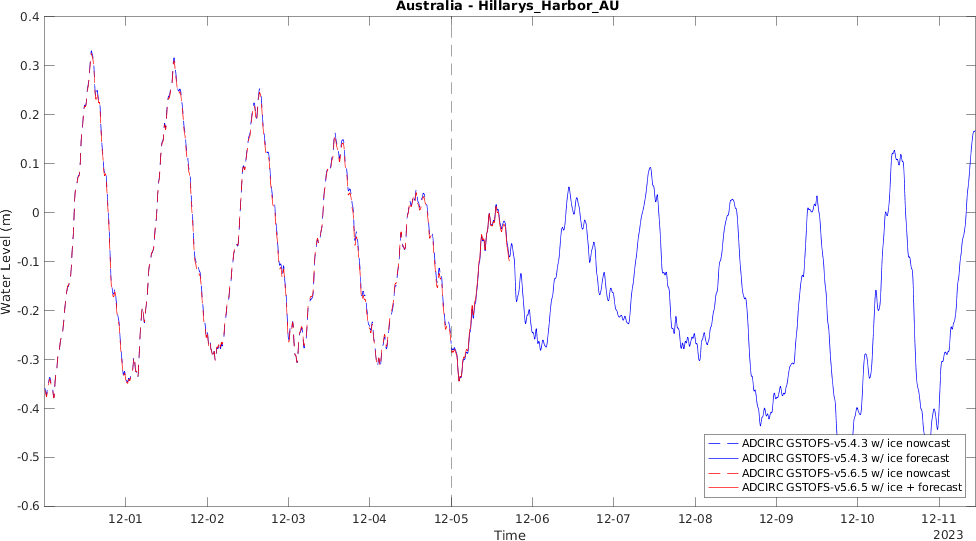 Australia - Hillarys_Harbor_AU
0.4
0.3
0.2
0.1
0
-0.1
-0.2
-0.3
-0.4
-0.5
-0.6
Water Level (m)
ADCIRC GSTOFS-v5.4.3 w/ ice nowcast
ADCIRC GSTOFS-v5.4.3 w/ ice forecast
ADCIRC GSTOFS-v5.6.5 w/ ice nowcast
ADCIRC GSTOFS-v5.6.5 w/ ice + forecast
12-01 12-02 12-03 12-04 12-05 12-06 12-07 12-08 12-09 12-10 12-11
Time
2023